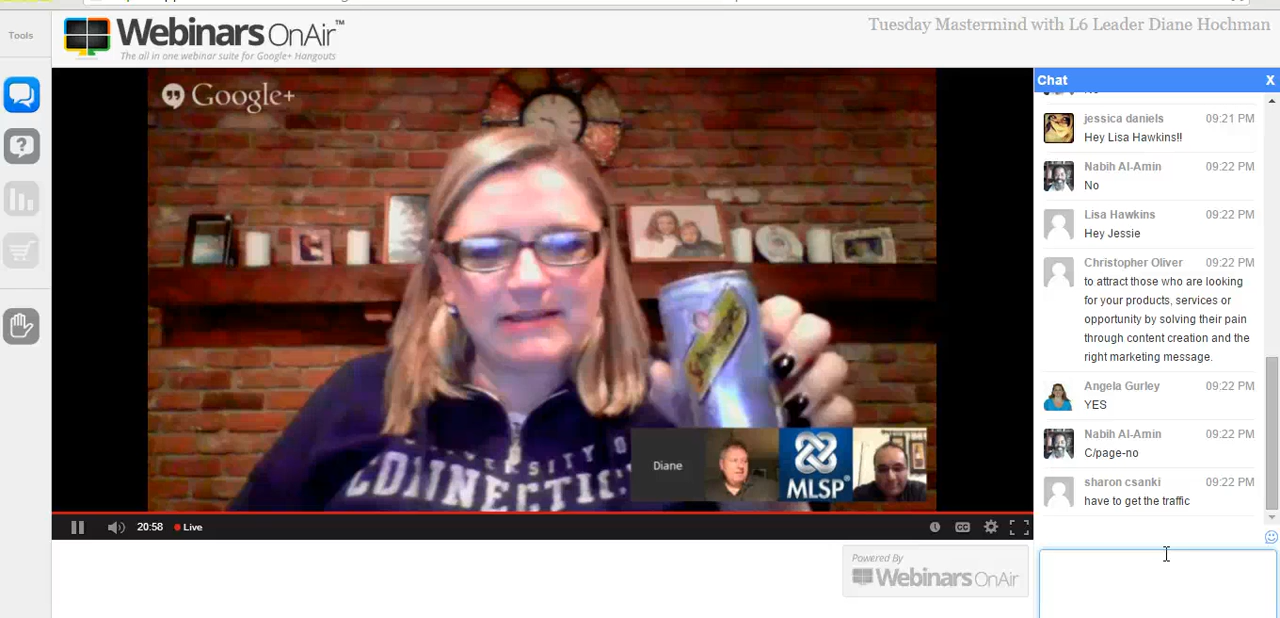 Tools
Webinars OnAir™
The all in one webinar suite for Google+ Hangouts
Tuesday Mastermind with L6 Leader Diane Hochman
Google+
UNIVERSITY OF
CONNECTICUT
Diane
MLSP®
20:58
Live
CC
Powered By
Webinars OnAir
Chat
X
jessica daniels 09:21 PM
Hey Lisa Hawkins!!
Nabih Al-Amin 09:22 PM
No
Lisa Hawkins 09:22 PM
Hey Jessie
Christopher Oliver 09:22 PM
to attract those who are looking
for your products, services or
opportunity by solving their pain
through content creation and the
right marketing message.
Angela Gurley 09:22 PM
YES
Nabih Al-Amin 09:22 PM
C/page-no
sharon csanki 09:22 PM
have to get the traffic